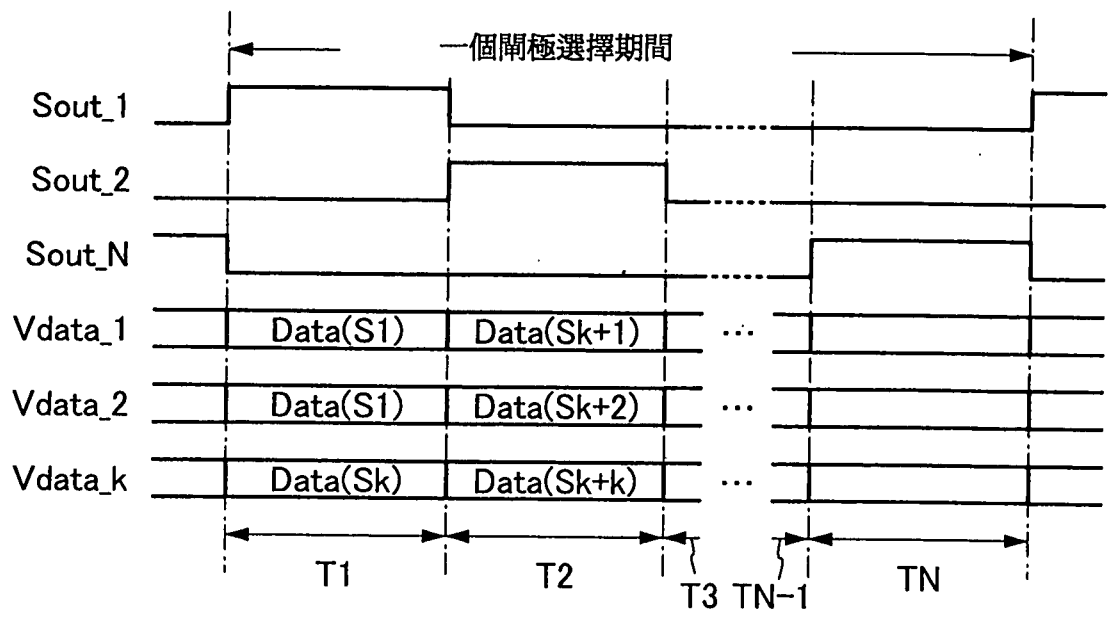 一個閘極選擇期間
Sout_1
Sout_2
Sout_N
Vdata_1 Data(S1) Data(Sk+1) ...
Vdata_2 Data(S1) Data(Sk+2) ...
Vdata_k Data(Sk) Data(Sk+k) ...
T1 T2 T3 TN-1 TN